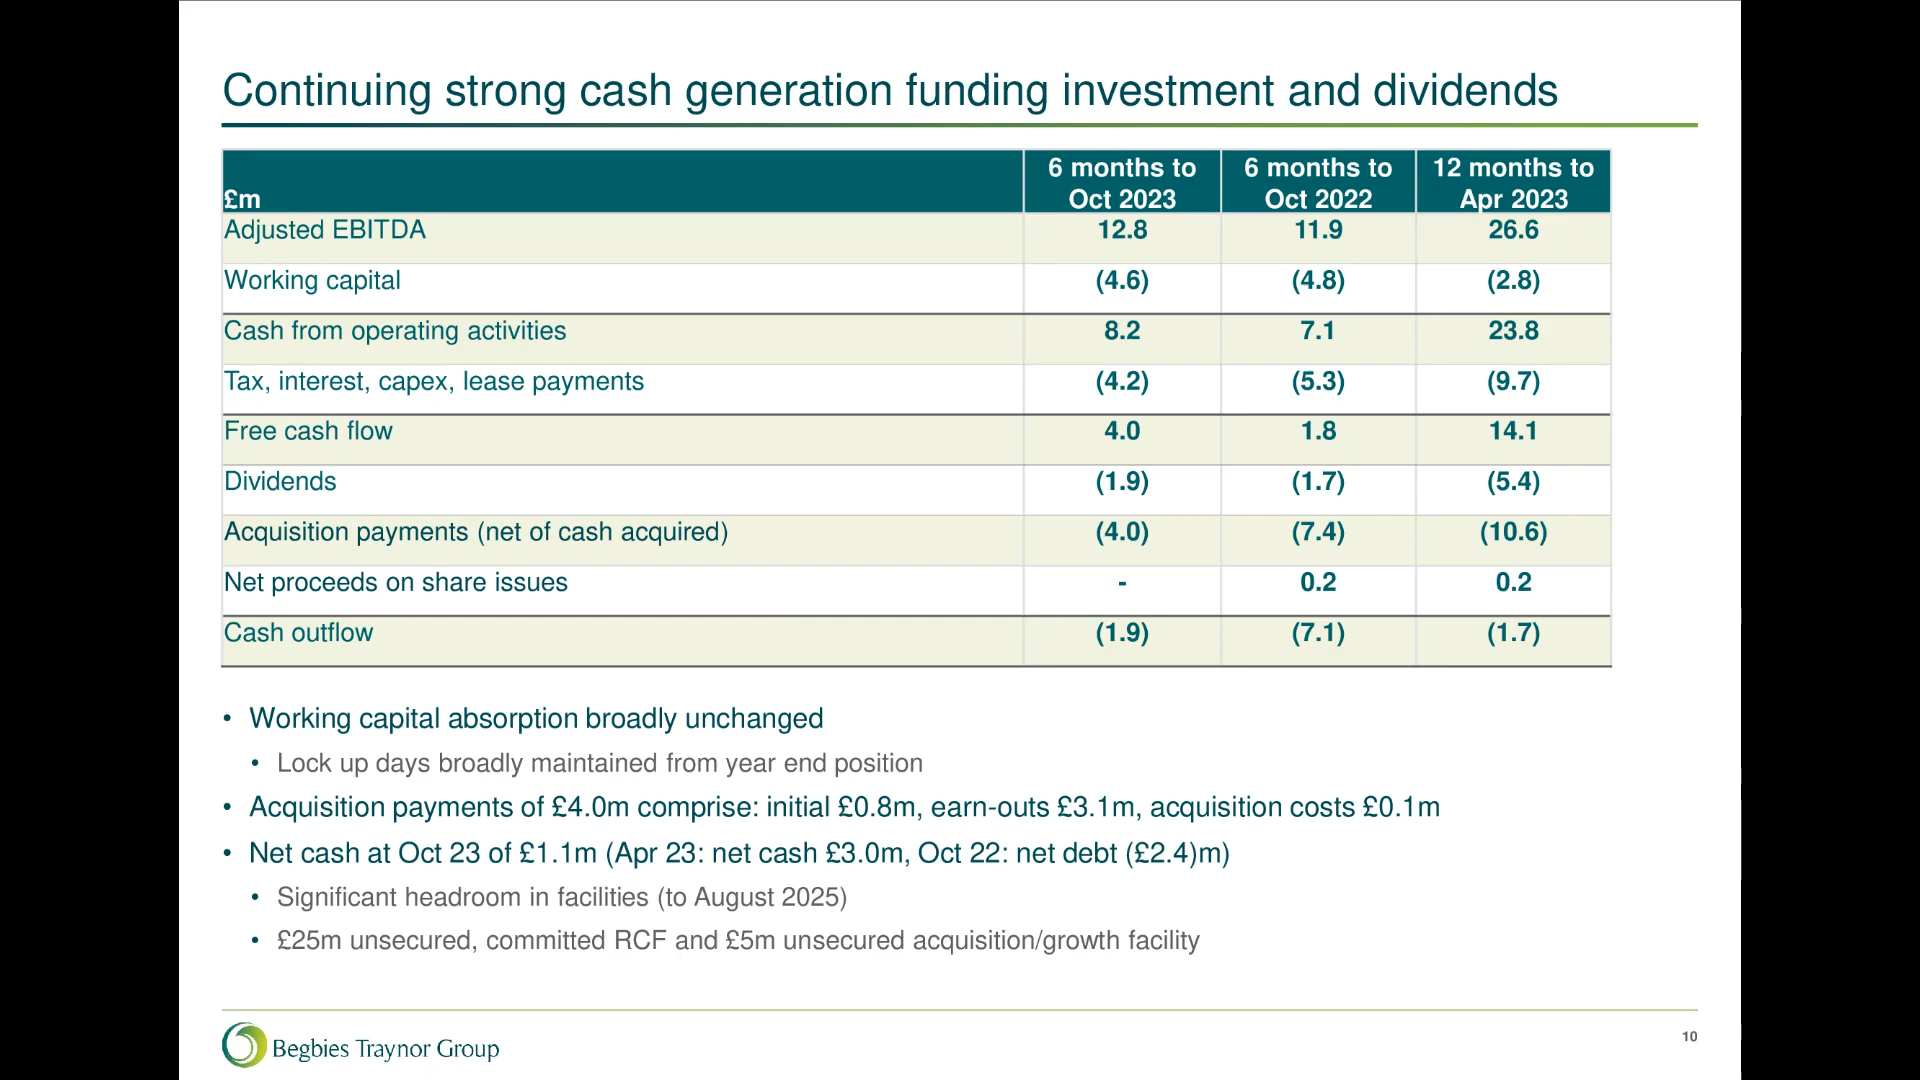 Continuing strong cash generation funding investment and dividends
£m 6 months to Oct 2023 6 months to Oct 2022 12 months to Apr 2023
Adjusted EBITDA 12.8 11.9 26.6
Working capital (4.6) (4.8) (2.8)
Cash from operating activities 8.2 7.1 23.8
Tax, interest, capex, lease payments (4.2) (5.3) (9.7)
Free cash flow 4.0 1.8 14.1
Dividends (1.9) (1.7) (5.4)
Acquisition payments (net of cash acquired) (4.0) (7.4) (10.6)
Net proceeds on share issues - 0.2 0.2
Cash outflow (1.9) (7.1) (1.7)
• Working capital absorption broadly unchanged
• Lock up days broadly maintained from year end position
• Acquisition payments of £4.0m comprise: initial £0.8m, earn-outs £3.1m, acquisition costs £0.1m
• Net cash at Oct 23 of £1.1m (Apr 23: net cash £3.0m, Oct 22: net debt (£2.4)m)
• Significant headroom in facilities (to August 2025)
• £25m unsecured, committed RCF and £5m unsecured acquisition/growth facility
Begbies Traynor Group
10